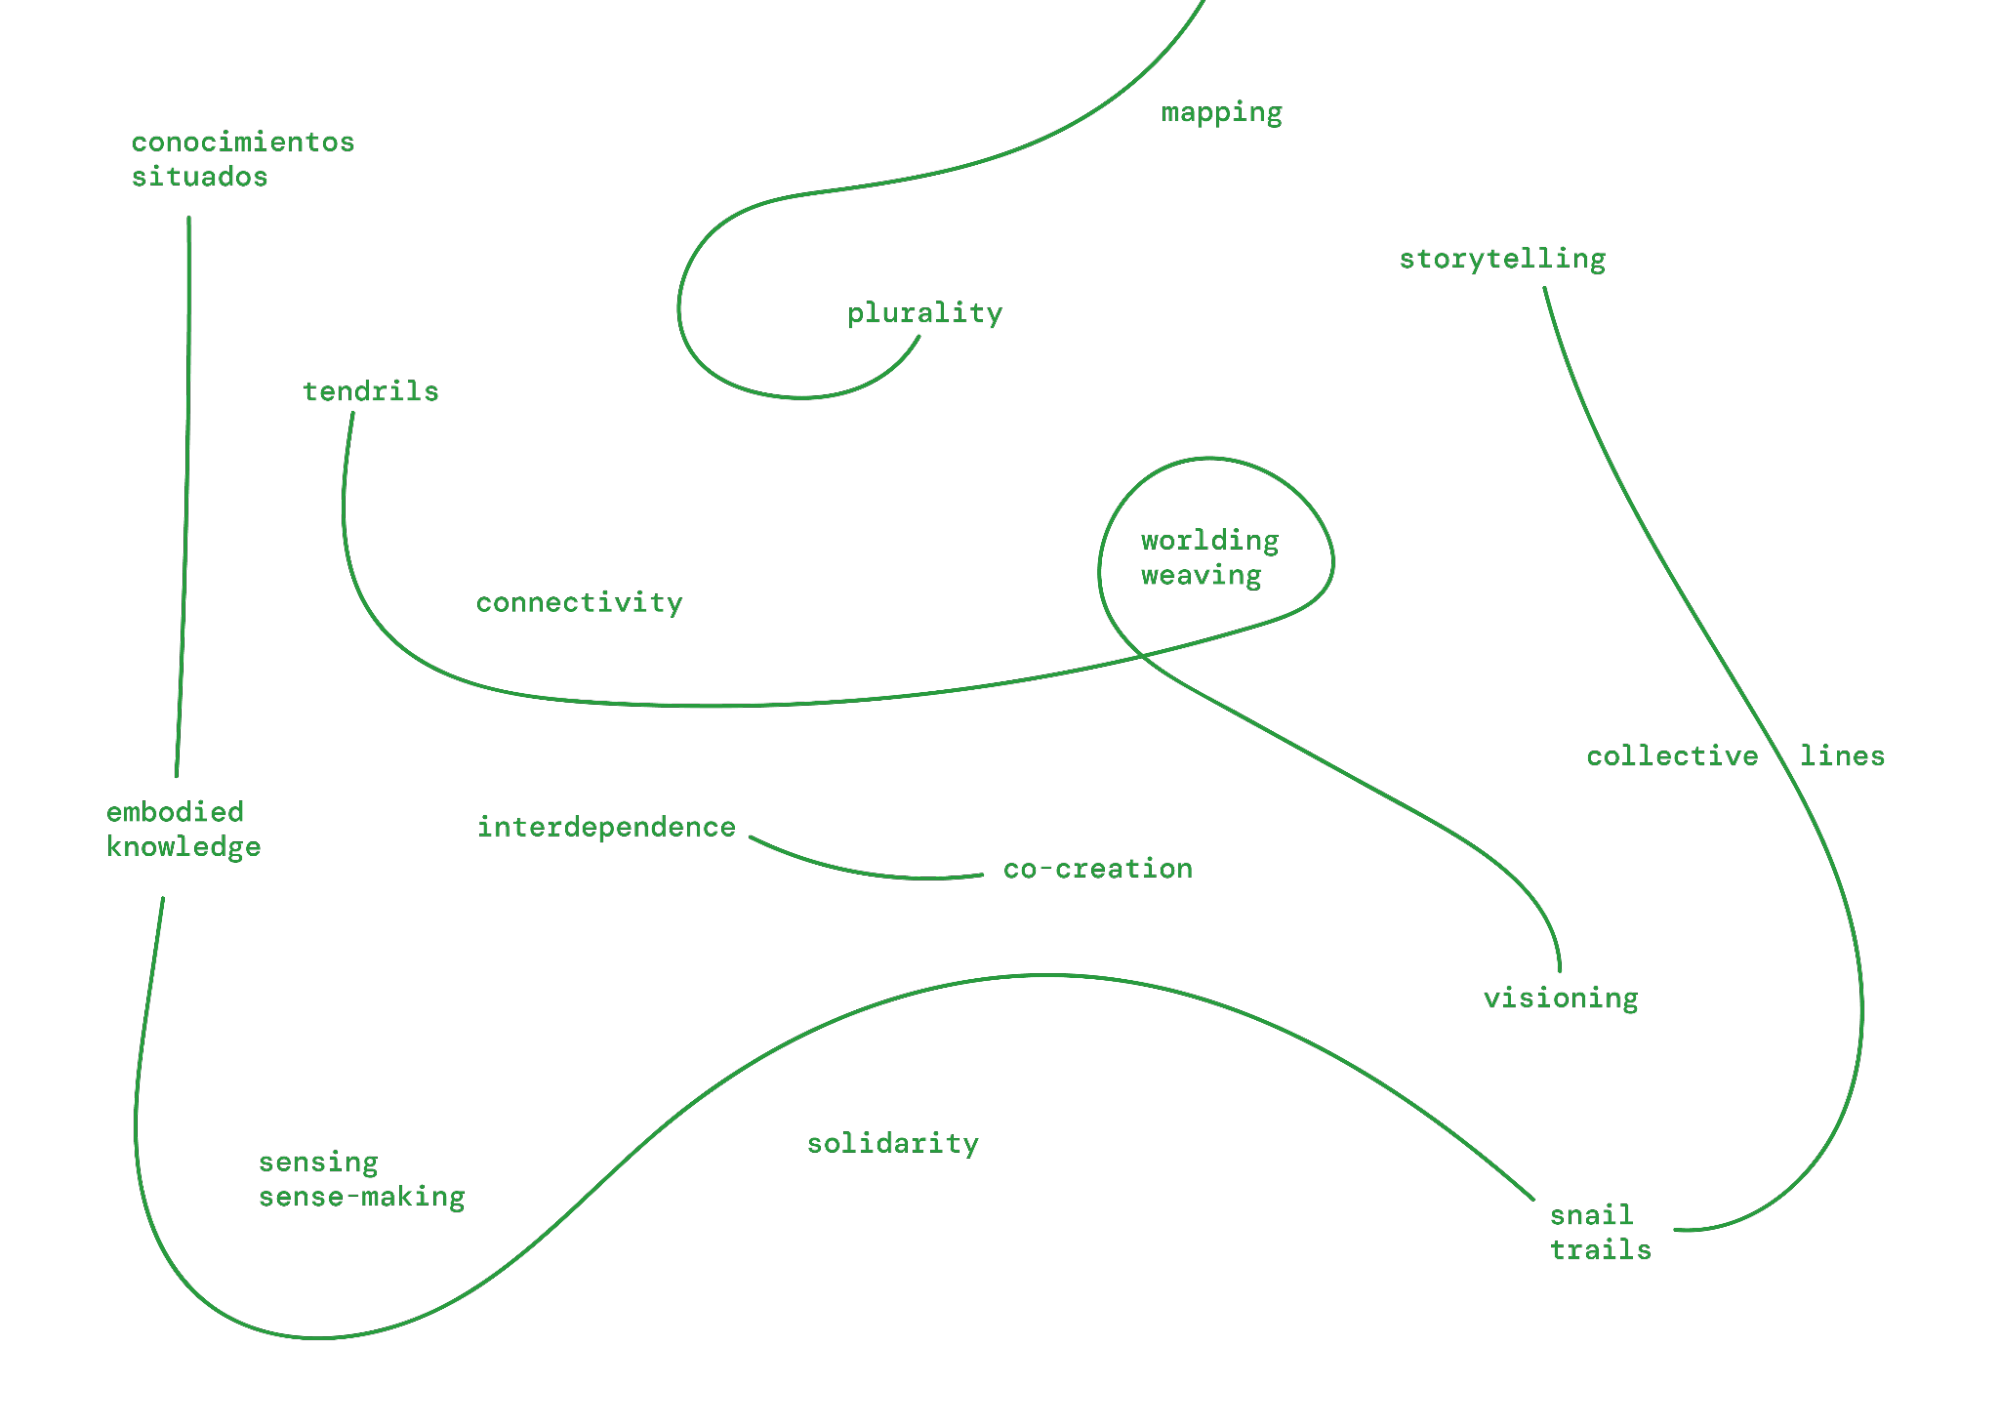 mapping
conocimientos
situados
storytelling
plurality
tendrils
worlding
weaving
connectivity
collective lines
embodied
knowledge
interdependence
co-creation
visioning
solidarity
sensing
sense-making
snail
trails